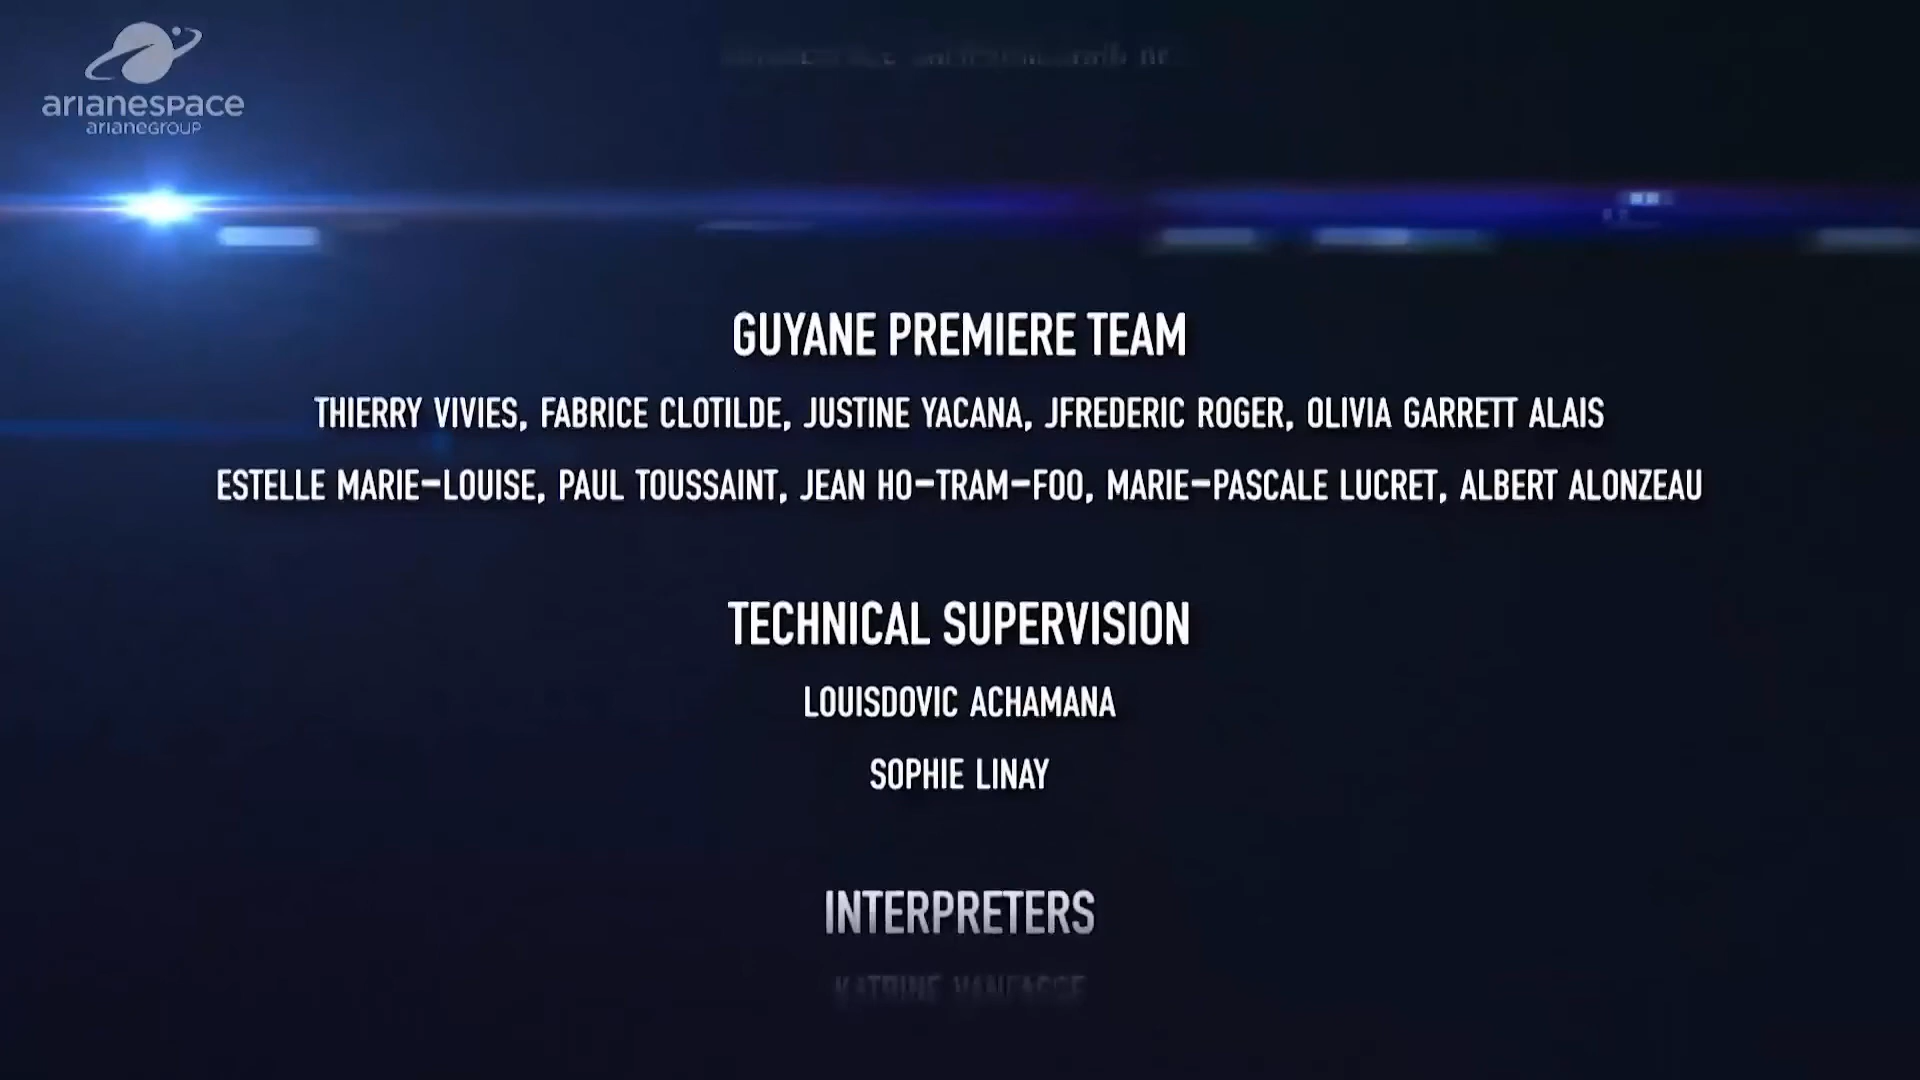 arianespace
arianeGROUP
GUYANE PREMIERE TEAM
THIERRY VIVIES, FABRICE CLOTILDE, JUSTINE YACANA, JFREDERIC ROGER, OLIVIA GARRETT ALAIS
ESTELLE MARIE-LOUISE, PAUL TOUSSAINT, JEAN HO-TRAM-FOO, MARIE-PASCALE LUCRET, ALBERT ALONZEAU
TECHNICAL SUPERVISION
LOUISDOVIC ACHAMANA
SOPHIE LINAY
INTERPRETERS
KATRINE